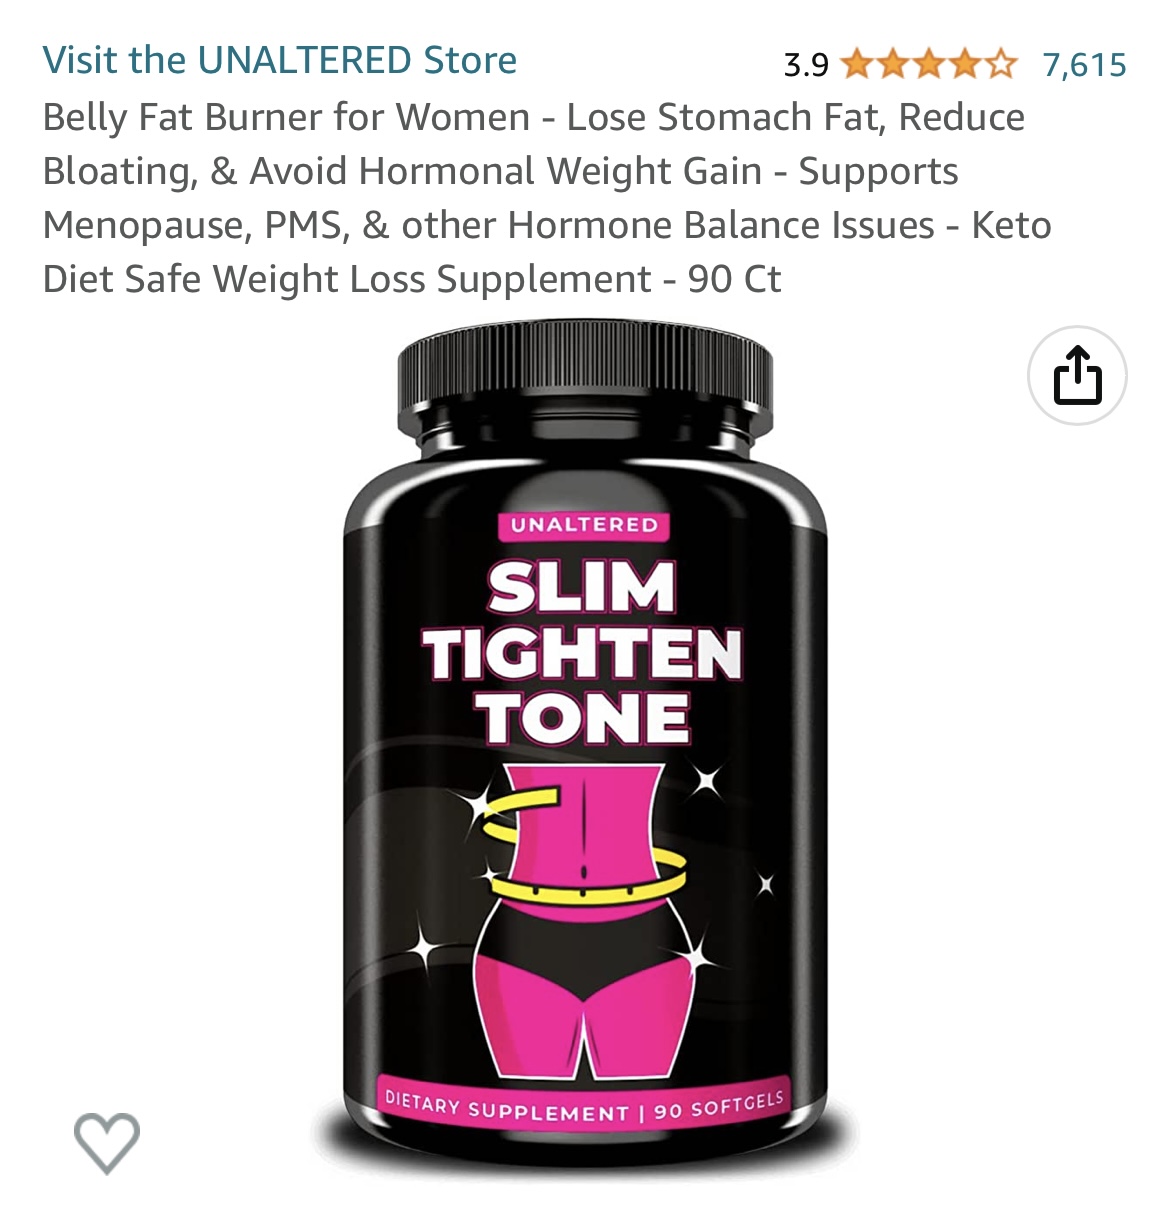 Visit the UNALTERED Store
3.9 7,615
Belly Fat Burner for Women - Lose Stomach Fat, Reduce
Bloating, & Avoid Hormonal Weight Gain - Supports
Menopause, PMS, & other Hormone Balance Issues - Keto
Diet Safe Weight Loss Supplement - 90 Ct
UNALTERED
SLIM
TIGHTEN
TONE
DIETARY SUPPLEMENT | 90 SOFTGELS